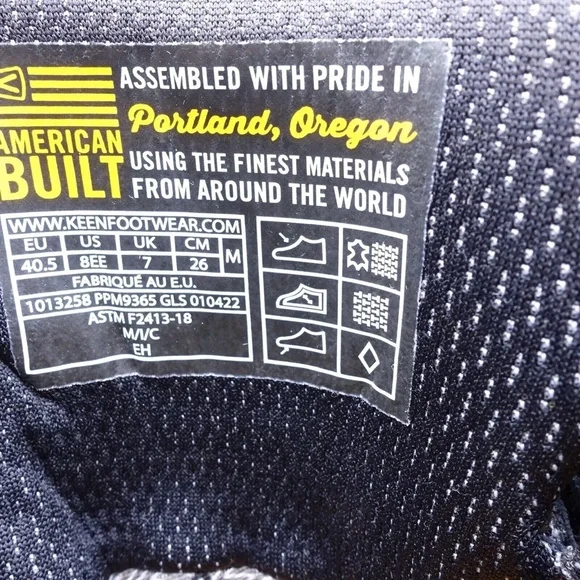 ASSEMBLED WITH PRIDE IN
Portland, Oregon
USING THE FINEST MATERIALS
FROM AROUND THE WORLD
AMERICAN
BUILT
WWW.KEENFOOTWEAR.COM
EU US UK CM M
40.5 8EE 7 26
FABRIQUÉ AU E.U.
1013258 PPM9365 GLS 010422
ASTM F2413-18
M/I/C
EH